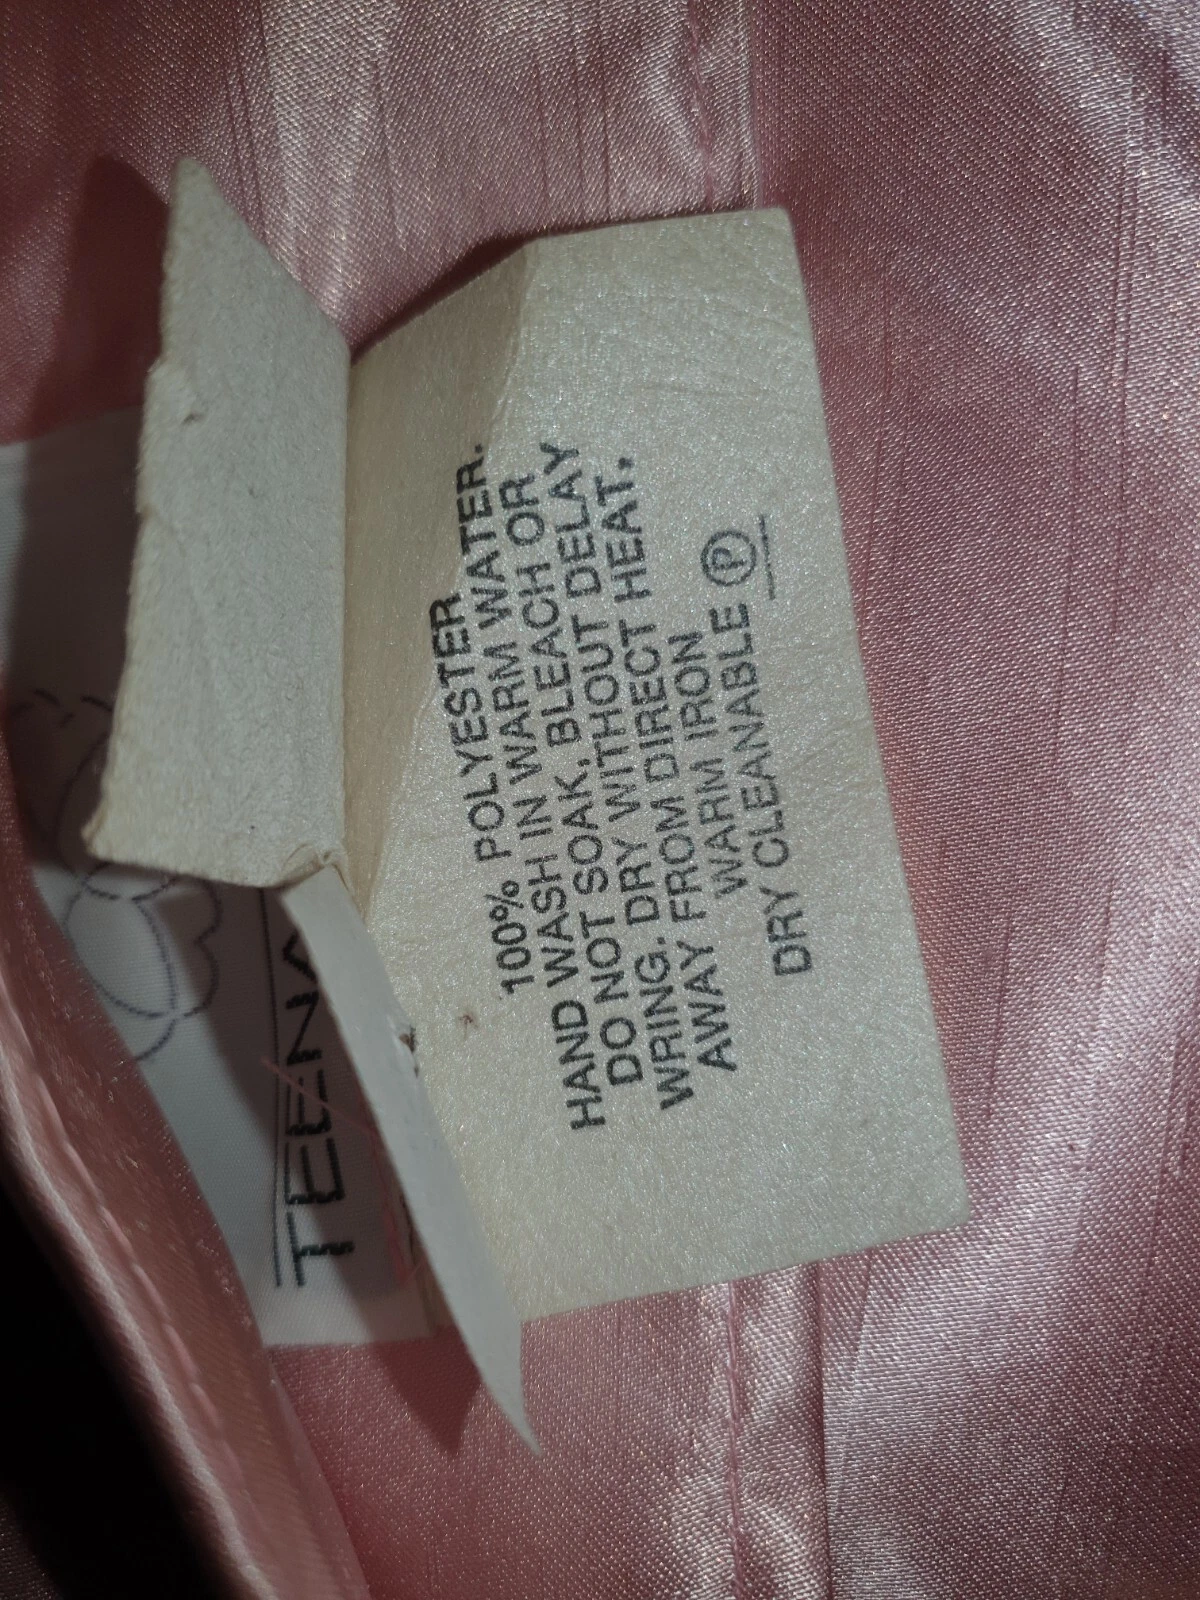 100% POLYESTER
HAND WASH IN WARM WATER.
DO NOT SOAK, BLEACH OR
WRING. DRY WITHOUT DELAY
AWAY FROM DIRECT HEAT.
WARM IRON
DRY CLEANABLE Ⓟ
TEENA